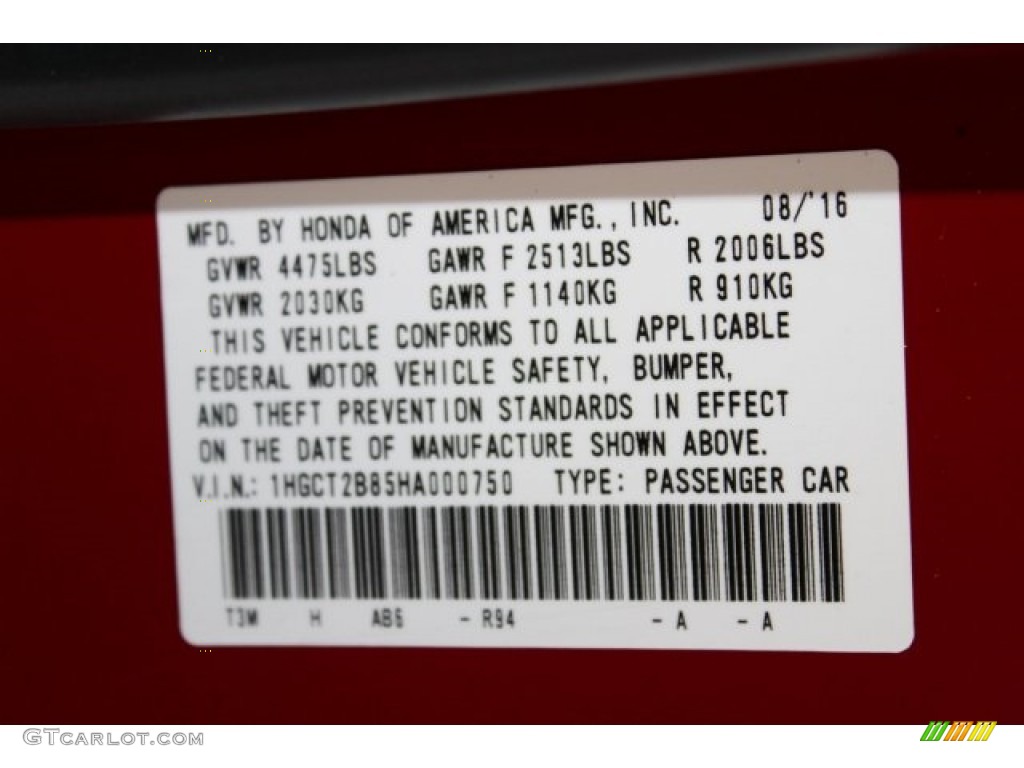 MFD. BY HONDA OF AMERICA MFG., INC. 08/'16
GVWR 4475LBS GAWR F 2513LBS R 2006LBS
GVWR 2030KG GAWR F 1140KG R 910KG
THIS VEHICLE CONFORMS TO ALL APPLICABLE
FEDERAL MOTOR VEHICLE SAFETY, BUMPER,
AND THEFT PREVENTION STANDARDS IN EFFECT
ON THE DATE OF MANUFACTURE SHOWN ABOVE.
V.I.N.: 1HGCT2B85HA000750 TYPE: PASSENGER CAR
T3M H AB6 - R94 - A - A
GTCARLOT.COM